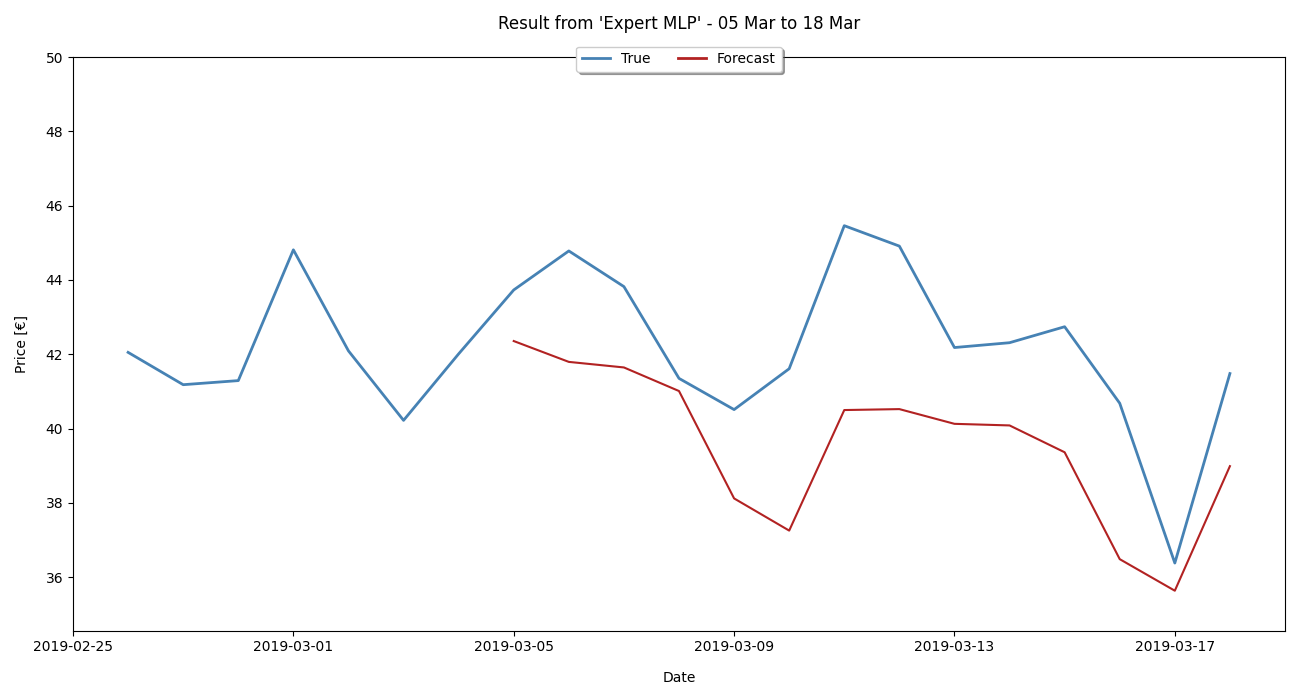 Result from 'Expert MLP' - 05 Mar to 18 Mar
True Forecast
50
48
46
44
42
40
38
36
Price [€]
2019-02-25 2019-03-01 2019-03-05 2019-03-09 2019-03-13 2019-03-17
Date